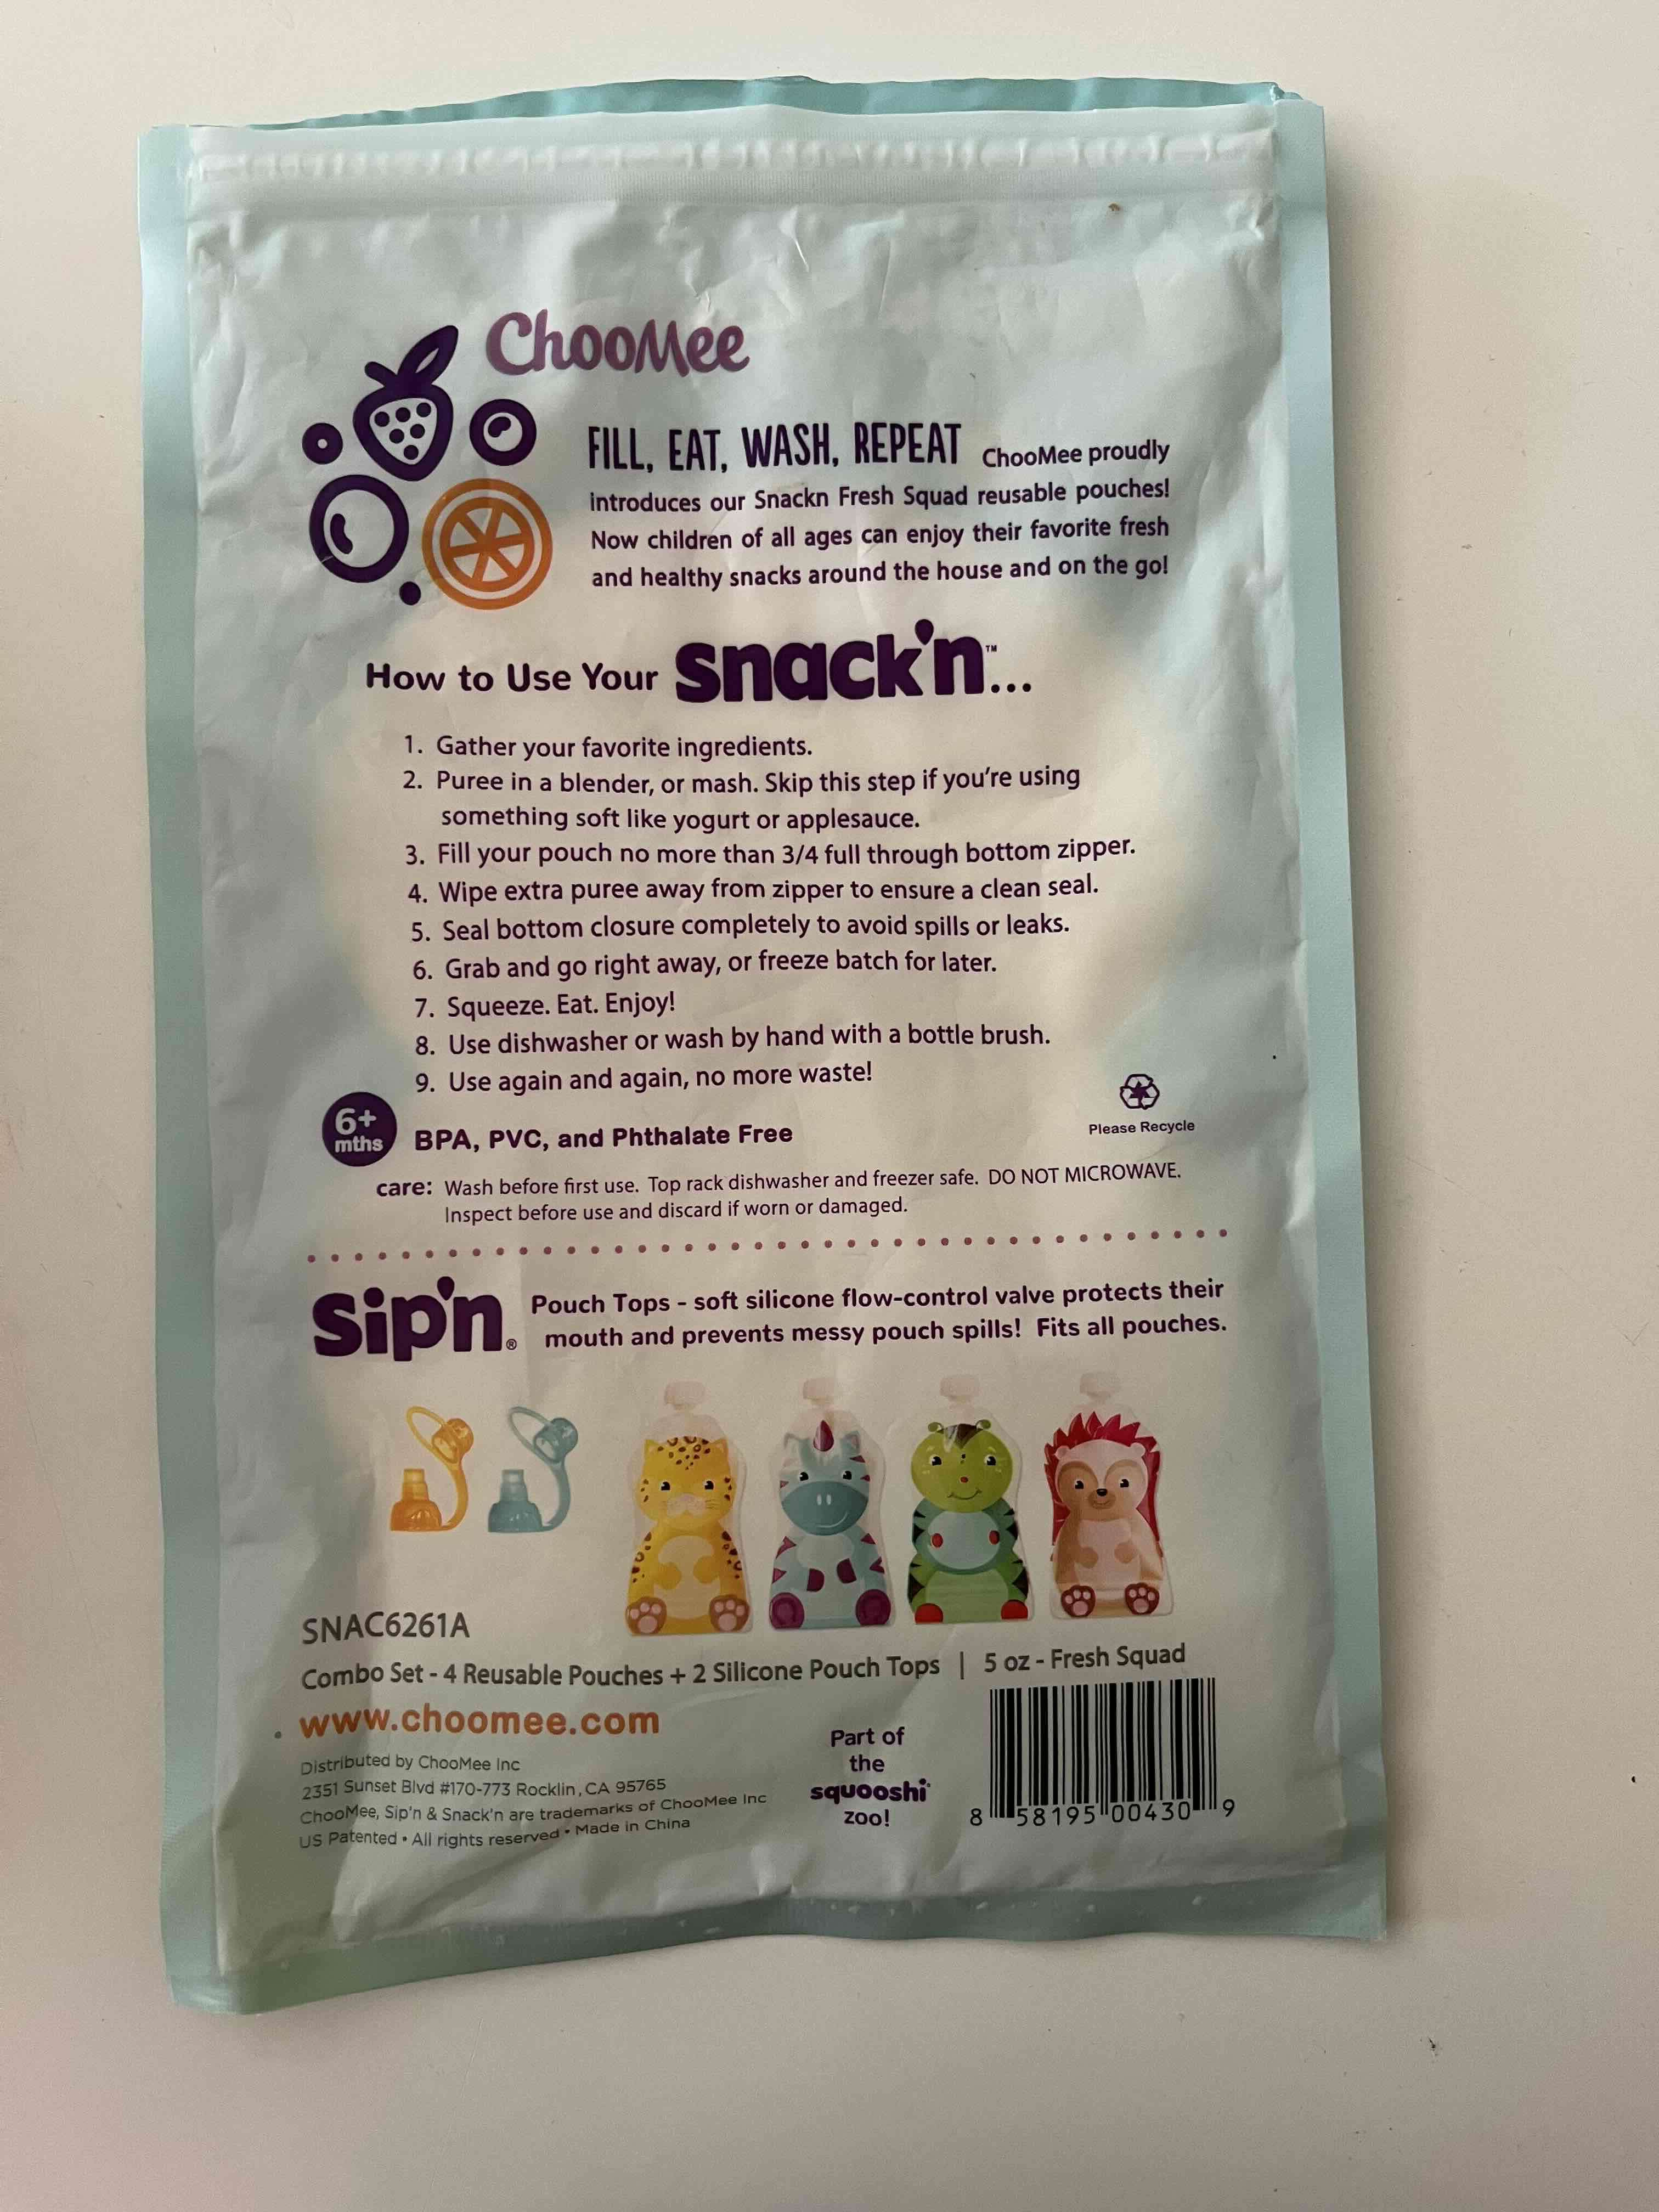 ChooMee
FILL, EAT, WASH, REPEAT ChooMee proudly
introduces our Snackn Fresh Squad reusable pouches!
Now children of all ages can enjoy their favorite fresh
and healthy snacks around the house and on the go!
How to Use Your snack'n™...
1. Gather your favorite ingredients.
2. Puree in a blender, or mash. Skip this step if you're using
something soft like yogurt or applesauce.
3. Fill your pouch no more than 3/4 full through bottom zipper.
4. Wipe extra puree away from zipper to ensure a clean seal.
5. Seal bottom closure completely to avoid spills or leaks.
6. Grab and go right away, or freeze batch for later.
7. Squeeze. Eat. Enjoy!
8. Use dishwasher or wash by hand with a bottle brush.
9. Use again and again, no more waste!
6+
mths
BPA, PVC, and Phthalate Free
Please Recycle
care: Wash before first use. Top rack dishwasher and freezer safe. DO NOT MICROWAVE.
Inspect before use and discard if worn or damaged.
Sip'n® Pouch Tops - soft silicone flow-control valve protects their
mouth and prevents messy pouch spills! Fits all pouches.
SNAC6261A
Combo Set - 4 Reusable Pouches + 2 Silicone Pouch Tops | 5 oz - Fresh Squad
www.choomee.com
Distributed by ChooMee Inc
2351 Sunset Blvd #170-773 Rocklin, CA 95765
ChooMee, Sip'n & Snack'n are trademarks of ChooMee Inc
US Patented • All rights reserved • Made in China
Part of
the
squooshi
zoo!
8 58195 00430 9